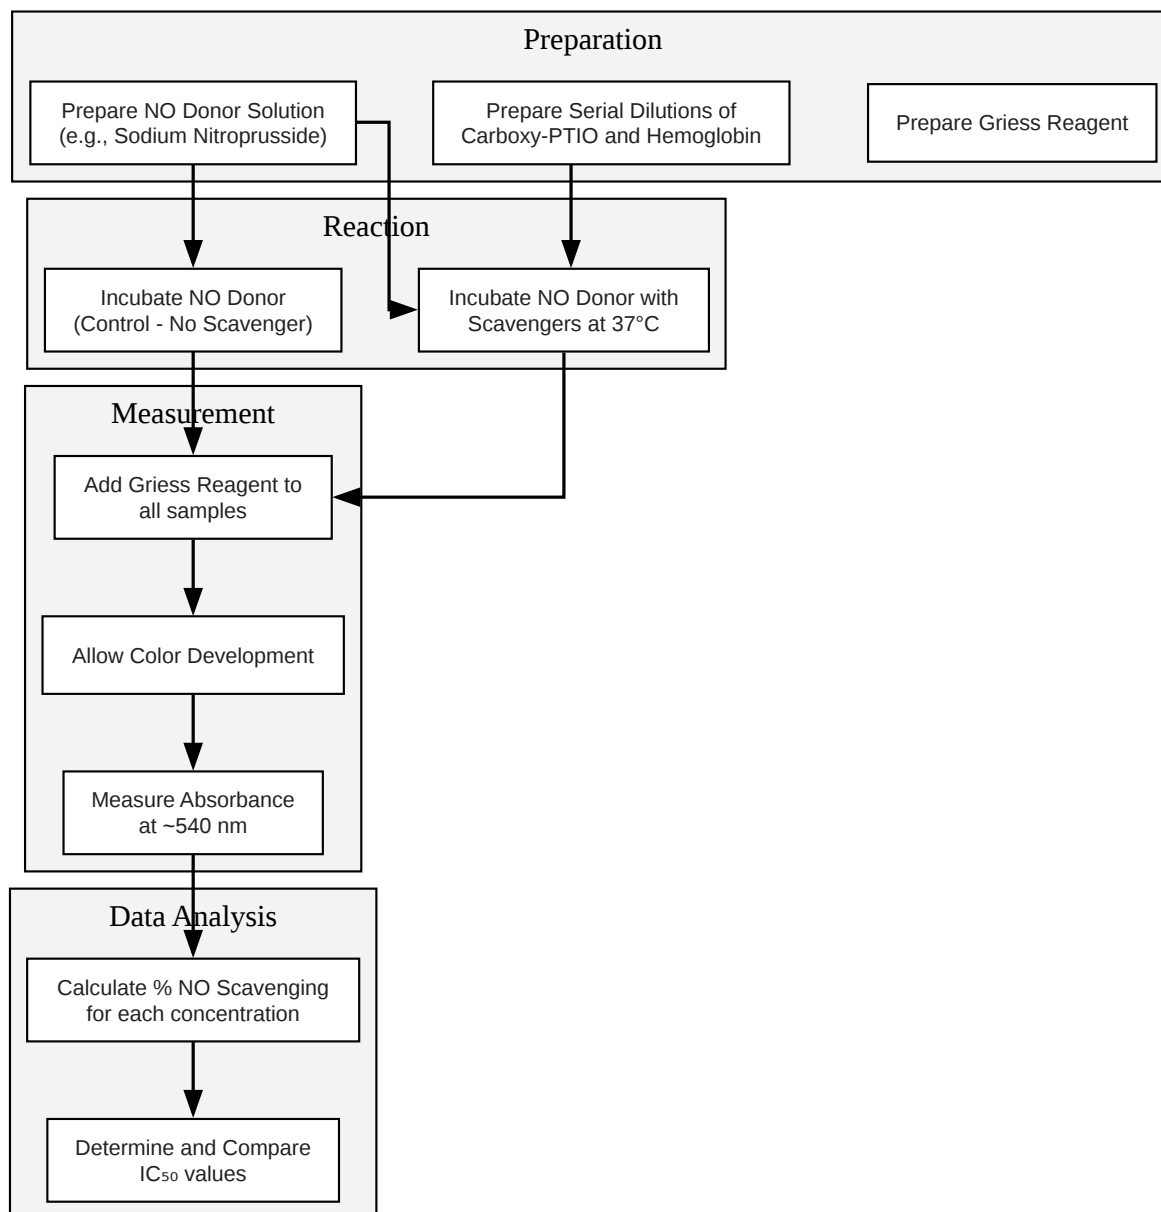 Preparation
Prepare NO Donor Solution
(e.g., Sodium Nitroprusside)
Prepare Serial Dilutions of
Carboxy-PTIO and Hemoglobin
Prepare Griess Reagent
Reaction
Incubate NO Donor
(Control - No Scavenger)
Incubate NO Donor with
Scavengers at 37°C
Measurement
Add Griess Reagent to
all samples
Allow Color Development
Measure Absorbance
at ~540 nm
Data Analysis
Calculate % NO Scavenging
for each concentration
Determine and Compare
IC₅₀ values